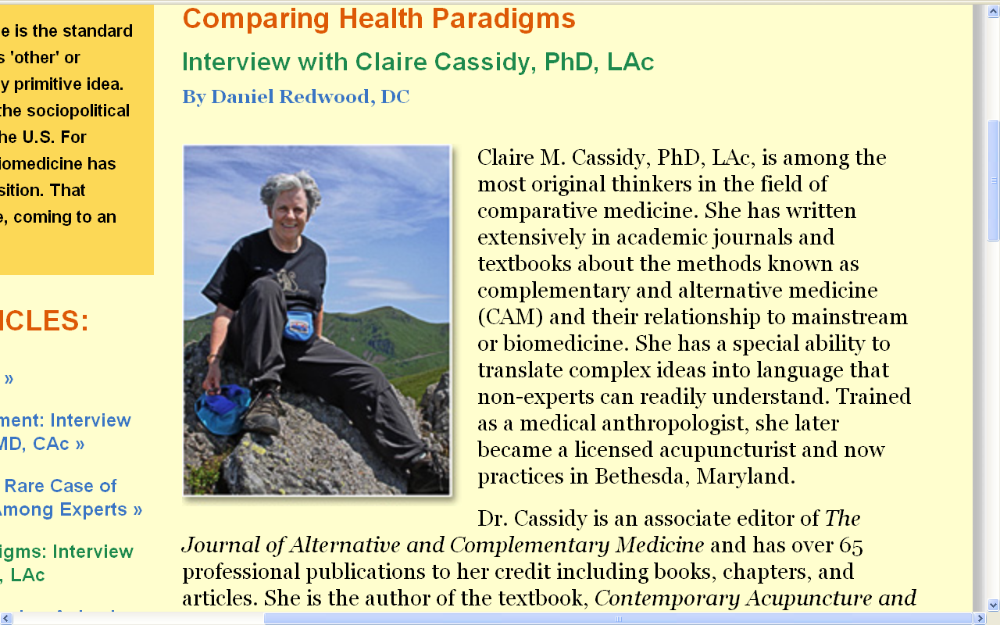 e is the standard
s 'other' or
y primitive idea.
the sociopolitical
he U.S. For
iomedicine has
sition. That
e, coming to an
ICLES:
»
ment: Interview
MD, CAc »
Rare Case of
Among Experts »
igms: Interview
, LAc
Comparing Health Paradigms
Interview with Claire Cassidy, PhD, LAc
By Daniel Redwood, DC
Claire M. Cassidy, PhD, LAc, is among the
most original thinkers in the field of
comparative medicine. She has written
extensively in academic journals and
textbooks about the methods known as
complementary and alternative medicine
(CAM) and their relationship to mainstream
or biomedicine. She has a special ability to
translate complex ideas into language that
non-experts can readily understand. Trained
as a medical anthropologist, she later
became a licensed acupuncturist and now
practices in Bethesda, Maryland.
Dr. Cassidy is an associate editor of The
Journal of Alternative and Complementary Medicine and has over 65
professional publications to her credit including books, chapters, and
articles. She is the author of the textbook, Contemporary Acupuncture and